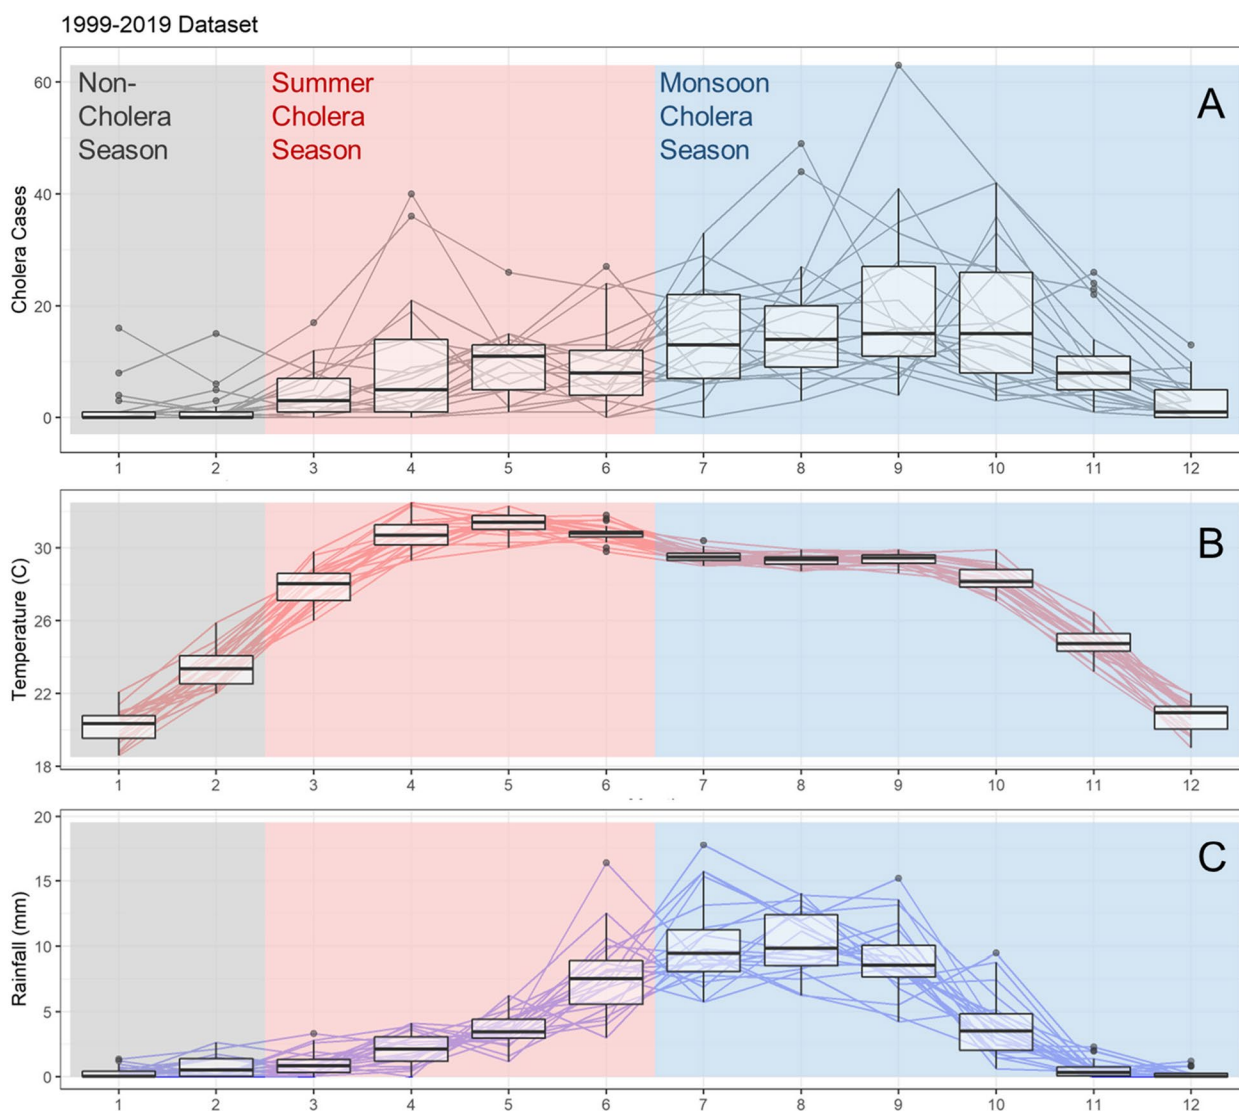 1999-2019 Dataset
Non-
Cholera
Season
Summer
Cholera
Season
Monsoon
Cholera
Season
A
Cholera Cases
60
40
20
0
1 2 3 4 5 6 7 8 9 10 11 12
B
Temperature (C)
30
26
22
18
1 2 3 4 5 6 7 8 9 10 11 12
C
Rainfall (mm)
20
15
10
5
0
1 2 3 4 5 6 7 8 9 10 11 12